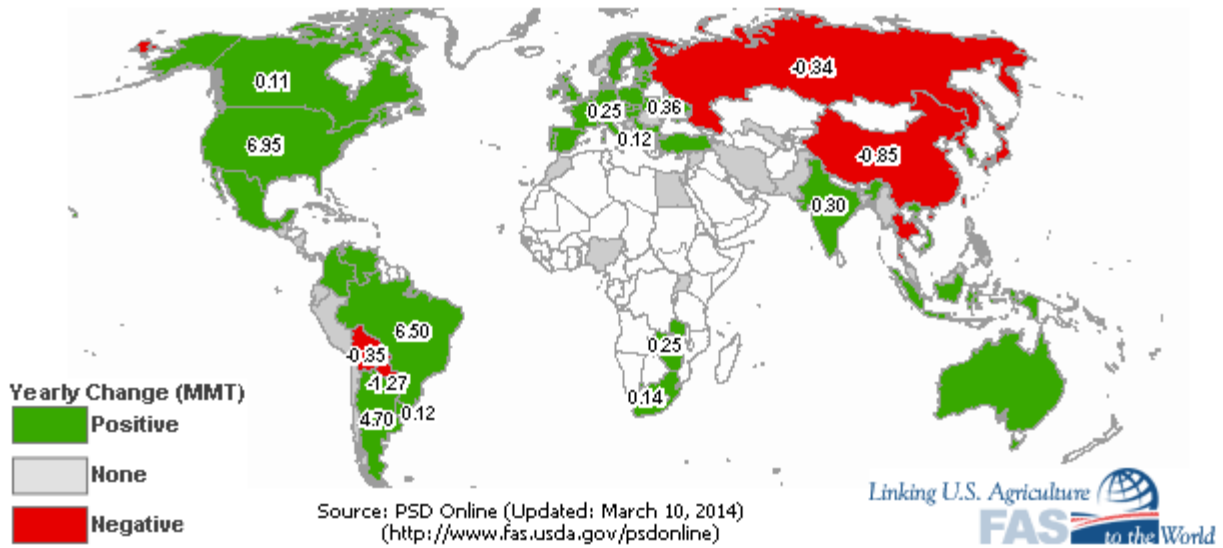 0.11
-0.34
0.25
0.36
6.95
0.12
-0.85
0.30
6.50
-0.35
0.25
-1.27
0.14
4.70
0.12
Yearly Change (MMT)
Positive
None
Negative
Source: PSD Online (Updated: March 10, 2014)
(http://www.fas.usda.gov/psdonline)
Linking U.S. Agriculture
FAS to the World